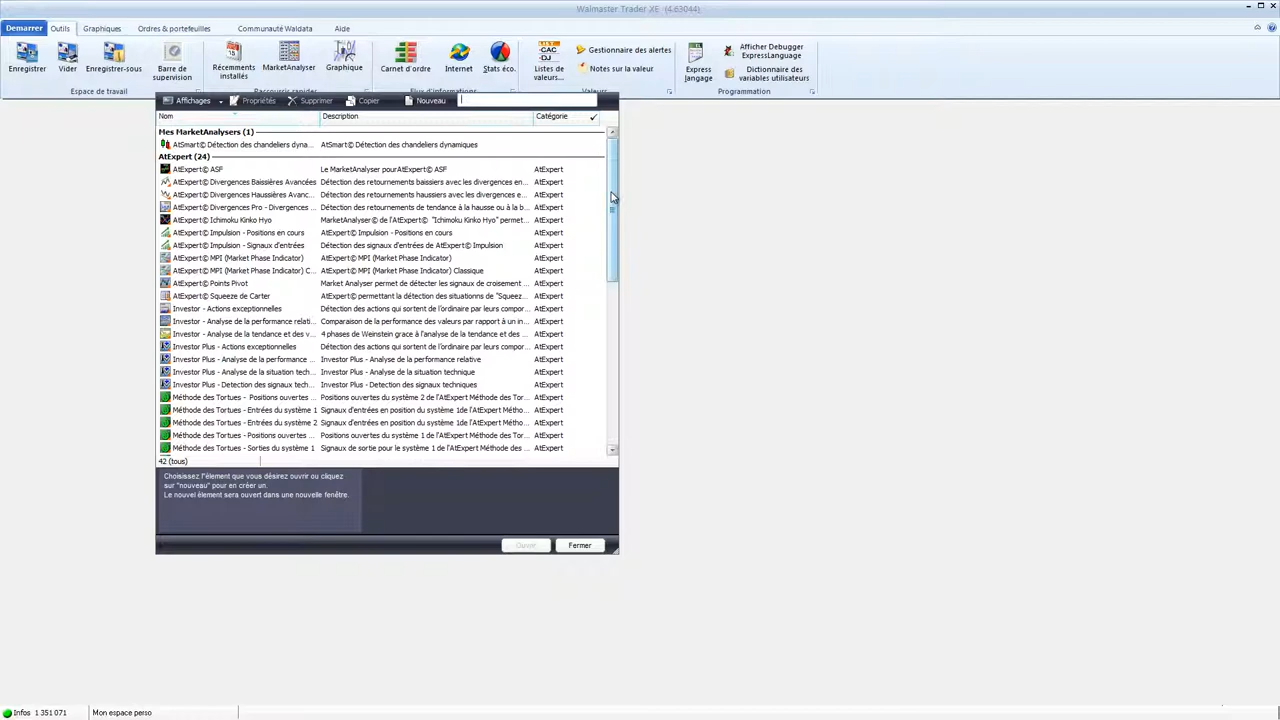 Walmaster Trader XE (4.63044)
Demarrer Outils Graphiques Ordres & portefeuilles Communauté Waldata Aide
Enregistrer Vider Enregistrer-sous Barre de supervision Récemments installés MarketAnalyser Graphique Carnet d'ordre Internet Stats éco. Listes de valeurs... Gestionnaire des alertes Notes sur la valeur Express Jangage Afficher Debugger ExpressLanguage Dictionnaire des variables utilisateurs
Espace de travail Valeurs Programmation
Affichages Propriétés Supprimer Copier Nouveau
Nom Description Catégorie
Mes MarketAnalysers (1)
AtSmart© Détection des chandeliers dyna... AtSmart© Détection des chandeliers dynamiques
AtExpert (24)
AtExpert© ASF Le MarketAnalyser pourAtExpert© ASF AtExpert
AtExpert© Divergences Baissières Avancées Détection des retournements baissiers avec les divergences en... AtExpert
AtExpert© Divergences Haussières Avanc... Détection des retournements haussiers avec les divergences e... AtExpert
AtExpert© Divergences Pro - Divergences ... Détection des retournements de tendance à la hausse ou à la b... AtExpert
AtExpert© Ichimoku Kinko Hyo MarketAnalyser© de l'AtExpert© "Ichimoku Kinko Hyo" permet... AtExpert
AtExpert© Impulsion - Positions en cours AtExpert© Impulsion - Positions en cours AtExpert
AtExpert© Impulsion - Signaux d'entrées Détection des signaux d'entrées de AtExpert© Impulsion AtExpert
AtExpert© MPI (Market Phase Indicator) AtExpert© MPI (Market Phase Indicator) AtExpert
AtExpert© MPI (Market Phase Indicator) C... AtExpert© MPI (Market Phase Indicator) Classique AtExpert
AtExpert© Points Pivot Market Analyser permet de détecter les signaux de croisement ... AtExpert
AtExpert© Squeeze de Carter AtExpert© permettant la détection des situationns de "Squeez... AtExpert
Investor - Actions exceptionelles Détection des actions qui sortent de l'ordinaire par leurs compor... AtExpert
Investor - Analyse de la performance relati... Comparaison de la performance des valeurs par rapport à un in... AtExpert
Investor - Analyse de la tendance et des v... 4 phases de Weinstein grace à l'analyse de la tendance et des ... AtExpert
Investor Plus - Actions exceptionelles Détection des actions qui sortent de l'ordinaire par leurs compor... AtExpert
Investor Plus - Analyse de la performance ... Investor Plus - Analyse de la performance relative AtExpert
Investor Plus - Analyse de la situation tech... Investor Plus - Analyse de la situation technique AtExpert
Investor Plus - Detection des signaux tech... Investor Plus - Detection des signaux techniques AtExpert
Méthode des Tortues - Positions ouvertes ... Positions ouvertes du système 2 de l'AtExpert Méthode des Tor... AtExpert
Méthode des Tortues - Entrées du système 1 Signaux d'entrées en position du système 1de l'AtExpert Métho... AtExpert
Méthode des Tortues - Entrées du système 2 Signaux d'entrées en position du système 2 de l'AtExpert Méth... AtExpert
Méthode des Tortues - Positions ouvertes ... Positions ouvertes du système 1 de l'AtExpert Méthode des Tor... AtExpert
Méthode des Tortues - Sorties du système 1 Signaux de sortie pour le système 1 de l'AtExpert Méthode des ... AtExpert
42 (tous)
Choisissez l'élement que vous désirez ouvrir ou cliquez
sur "nouveau" pour en créer un.
Le nouvel élement sera ouvert dans une nouvelle fenêtre.
Ouvrir Fermer
Infos 1 351 071 Mon espace perso